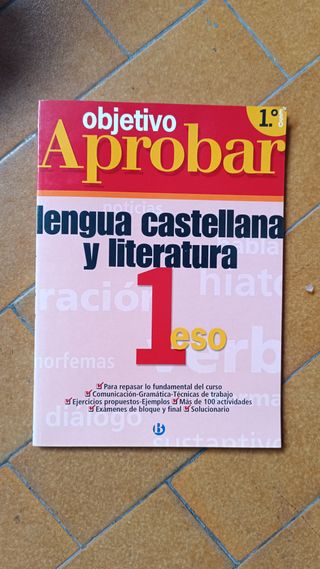 objetivo
1.º
Aprobar
noticias
lengua castellana
y literatura
hiato
1
eso
morfemas
verb
Para repasar lo fundamental del curso
Comunicación-Gramática-Técnicas de trabajo
Ejercicios propuestos-Ejemplos Más de 100 actividades
Exámenes de bloque y final Solucionario
diálogo
sustantivo
B